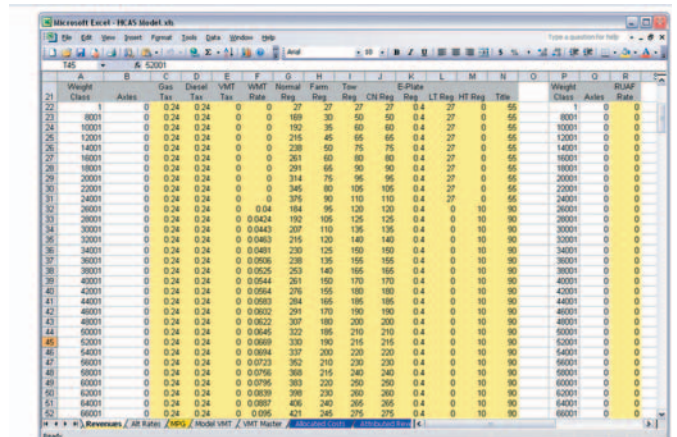 Microsoft Excel - HCAS Model.xls
File Edit View Insert Format Tools Data Window Help Type a question for help
Arial 10 B I U $ %
T45 fx 52001
A B C D E F G H I J K L M N O P Q R
Weight Gas Diesel VMT WMT Normal Farm Tow E-Plate Weight RUAF
21 Class Axles Tax Tax Tax Rate Reg Reg Reg CN Reg Reg LT Reg HT Reg Title Class Axles Rate
22 1 0 0.24 0.24 0 0 27 27 27 27 0.4 27 0 55 1 0 0
23 8001 0 0.24 0.24 0 0 169 30 50 50 0.4 27 0 55 8001 0 0
24 10001 0 0.24 0.24 0 0 192 35 60 60 0.4 27 0 55 10001 0 0
25 12001 0 0.24 0.24 0 0 215 45 65 65 0.4 27 0 55 12001 0 0
26 14001 0 0.24 0.24 0 0 238 50 75 75 0.4 27 0 55 14001 0 0
27 16001 0 0.24 0.24 0 0 261 60 80 80 0.4 27 0 55 16001 0 0
28 18001 0 0.24 0.24 0 0 291 65 90 90 0.4 27 0 55 18001 0 0
29 20001 0 0.24 0.24 0 0 314 75 95 95 0.4 27 0 55 20001 0 0
30 22001 0 0.24 0.24 0 0 345 80 105 105 0.4 27 0 55 22001 0 0
31 24001 0 0.24 0.24 0 0 375 90 110 110 0.4 27 0 55 24001 0 0
32 26001 0 0.24 0.24 0 0.04 184 95 120 120 0.4 0 10 90 26001 0 0
33 28001 0 0.24 0.24 0 0.0424 192 105 125 125 0.4 0 10 90 28001 0 0
34 30001 0 0.24 0.24 0 0.0443 207 110 135 135 0.4 0 10 90 30001 0 0
35 32001 0 0.24 0.24 0 0.0463 215 120 140 140 0.4 0 10 90 32001 0 0
36 34001 0 0.24 0.24 0 0.0481 230 125 150 150 0.4 0 10 90 34001 0 0
37 36001 0 0.24 0.24 0 0.0506 238 135 155 155 0.4 0 10 90 36001 0 0
38 38001 0 0.24 0.24 0 0.0525 253 140 165 165 0.4 0 10 90 38001 0 0
39 40001 0 0.24 0.24 0 0.0544 261 150 170 170 0.4 0 10 90 40001 0 0
40 42001 0 0.24 0.24 0 0.0564 276 155 180 180 0.4 0 10 90 42001 0 0
41 44001 0 0.24 0.24 0 0.0583 284 165 185 185 0.4 0 10 90 44001 0 0
42 46001 0 0.24 0.24 0 0.0602 291 170 190 190 0.4 0 10 90 46001 0 0
43 48001 0 0.24 0.24 0 0.0622 307 180 200 200 0.4 0 10 90 48001 0 0
44 50001 0 0.24 0.24 0 0.0645 322 185 210 210 0.4 0 10 90 50001 0 0
45 52001 0 0.24 0.24 0 0.0669 330 190 215 215 0.4 0 10 90 52001 0 0
46 54001 0 0.24 0.24 0 0.0694 337 200 220 220 0.4 0 10 90 54001 0 0
47 56001 0 0.24 0.24 0 0.0723 352 210 230 230 0.4 0 10 90 56001 0 0
48 58001 0 0.24 0.24 0 0.0756 368 215 240 240 0.4 0 10 90 58001 0 0
49 60001 0 0.24 0.24 0 0.0795 383 220 250 250 0.4 0 10 90 60001 0 0
50 62001 0 0.24 0.24 0 0.0839 398 230 260 260 0.4 0 10 90 62001 0 0
51 64001 0 0.24 0.24 0 0.0887 406 240 265 265 0.4 0 10 90 64001 0 0
52 66001 0 0.24 0.24 0 0.095 421 245 275 275 0.4 0 10 90 66001 0 0
Revenues / Alt Rates / MPG / Model VMT / VMT Master / Allocated Costs / Attributed Rev
Ready